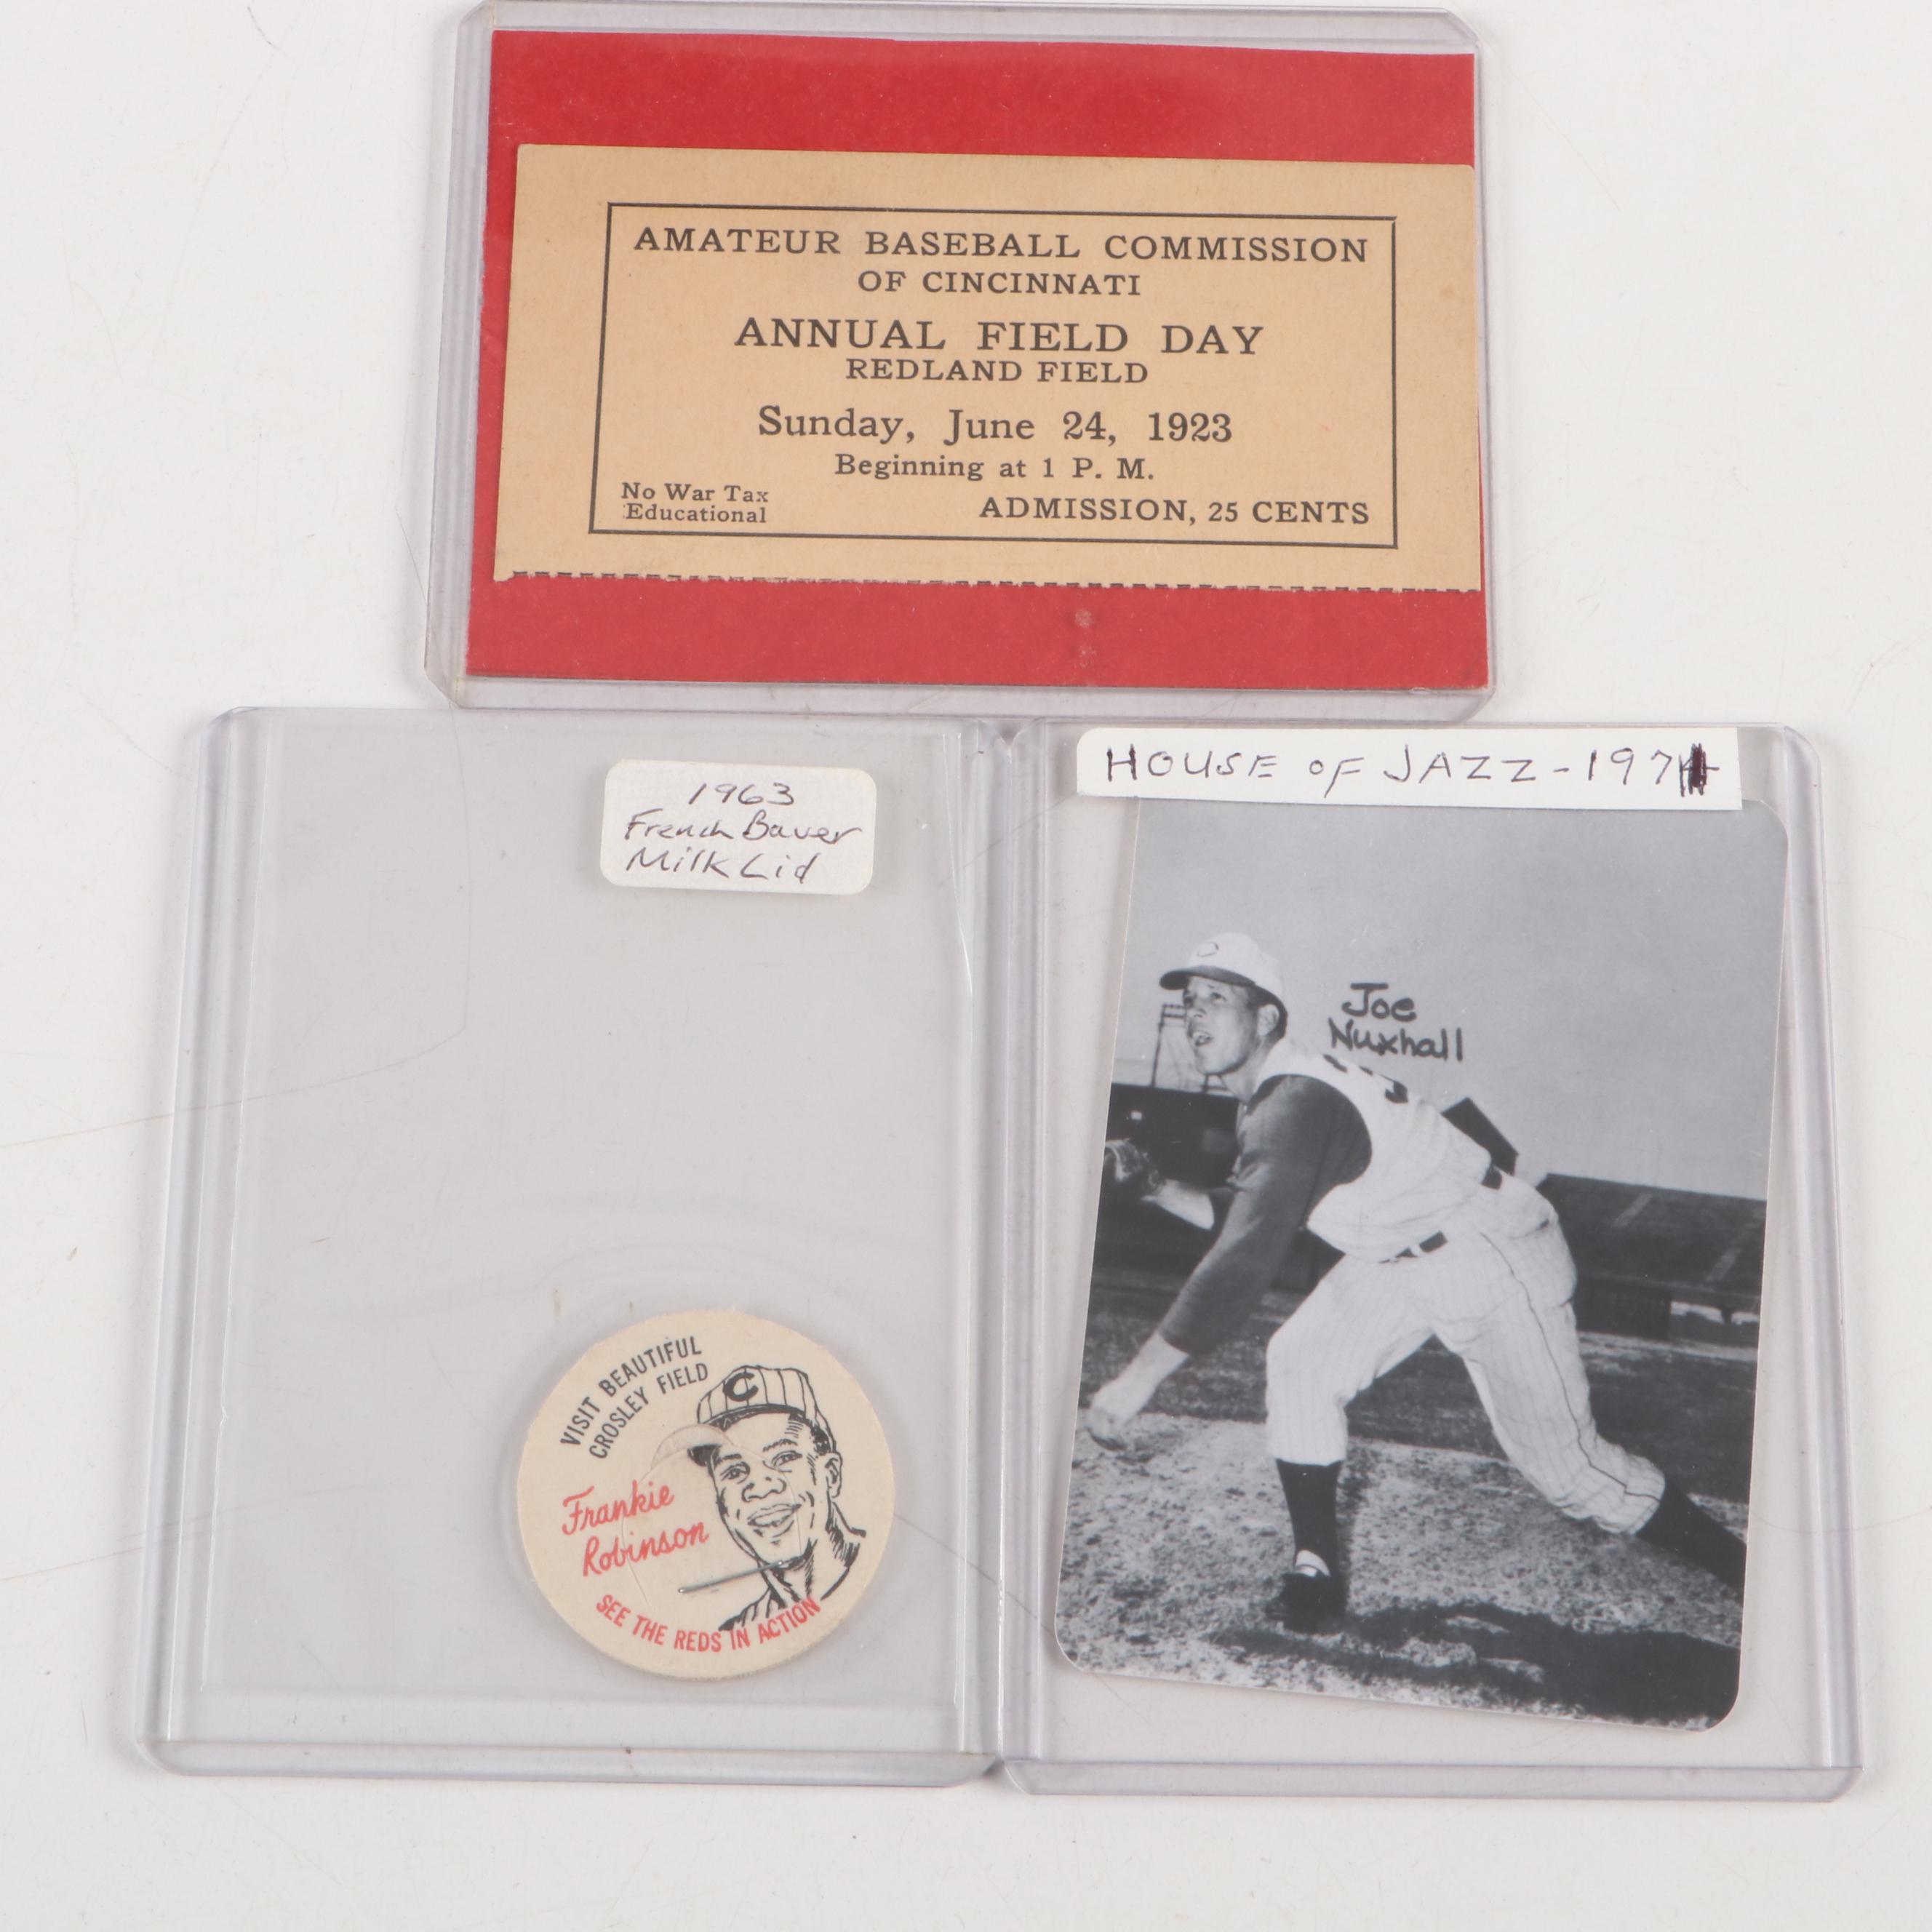 AMATEUR BASEBALL COMMISSION
OF CINCINNATI
ANNUAL FIELD DAY
REDLAND FIELD
Sunday, June 24, 1923
Beginning at 1 P. M.
No War Tax
Educational
ADMISSION, 25 CENTS
1963
French Bauer
Milk Lid
VISIT BEAUTIFUL
CROSLEY FIELD
C
Frankie
Robinson
SEE THE REDS IN ACTION
HOUSE OF JAZZ-197
C
Joe
Nuxhall